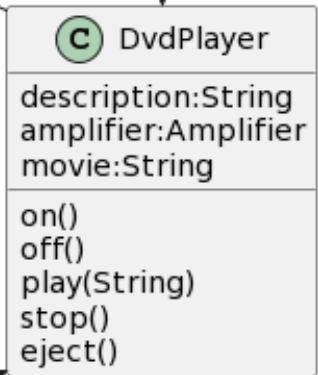 C DvdPlayer
description:String
amplifier:Amplifier
movie:String
on()
off()
play(String)
stop()
eject()